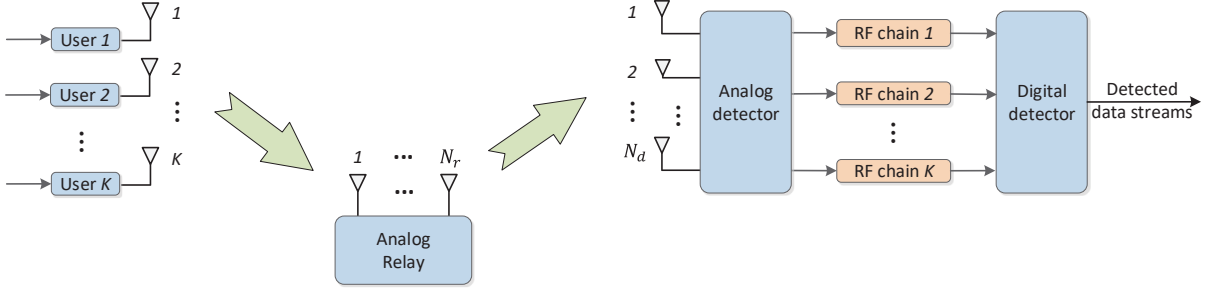 1
User 1
2
User 2
⋮
⋮
K
User K
1 ... N_r
...
Analog
Relay
1
2
⋮
⋮
N_d
Analog
detector
RF chain 1
RF chain 2
⋮
RF chain K
Digital
detector
Detected
data streams